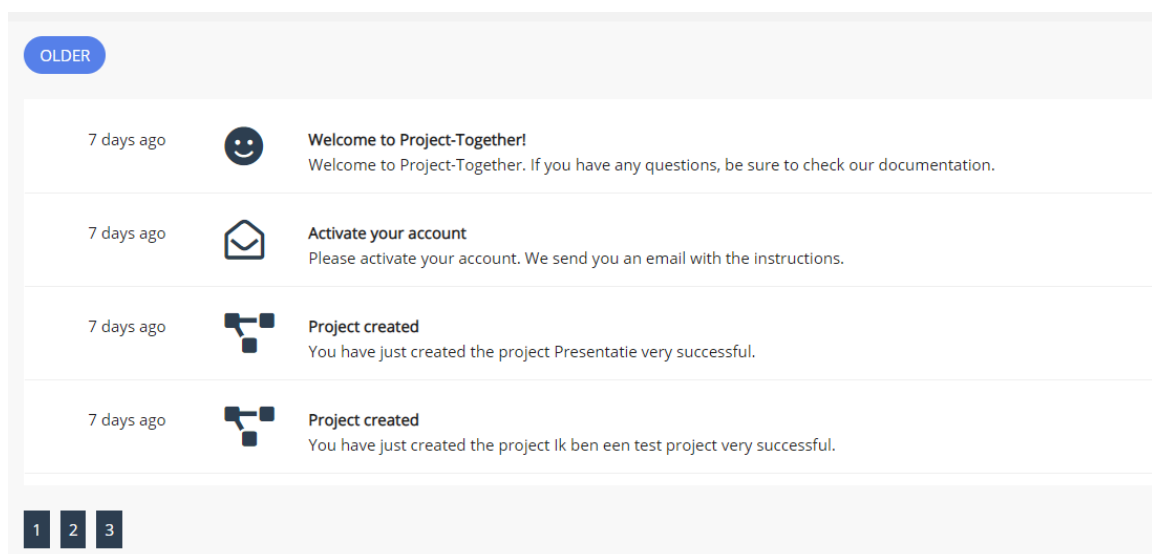 OLDER
7 days ago
Welcome to Project-Together!
Welcome to Project-Together. If you have any questions, be sure to check our documentation.
7 days ago
Activate your account
Please activate your account. We send you an email with the instructions.
7 days ago
Project created
You have just created the project Presentatie very successful.
7 days ago
Project created
You have just created the project Ik ben een test project very successful.
1 2 3